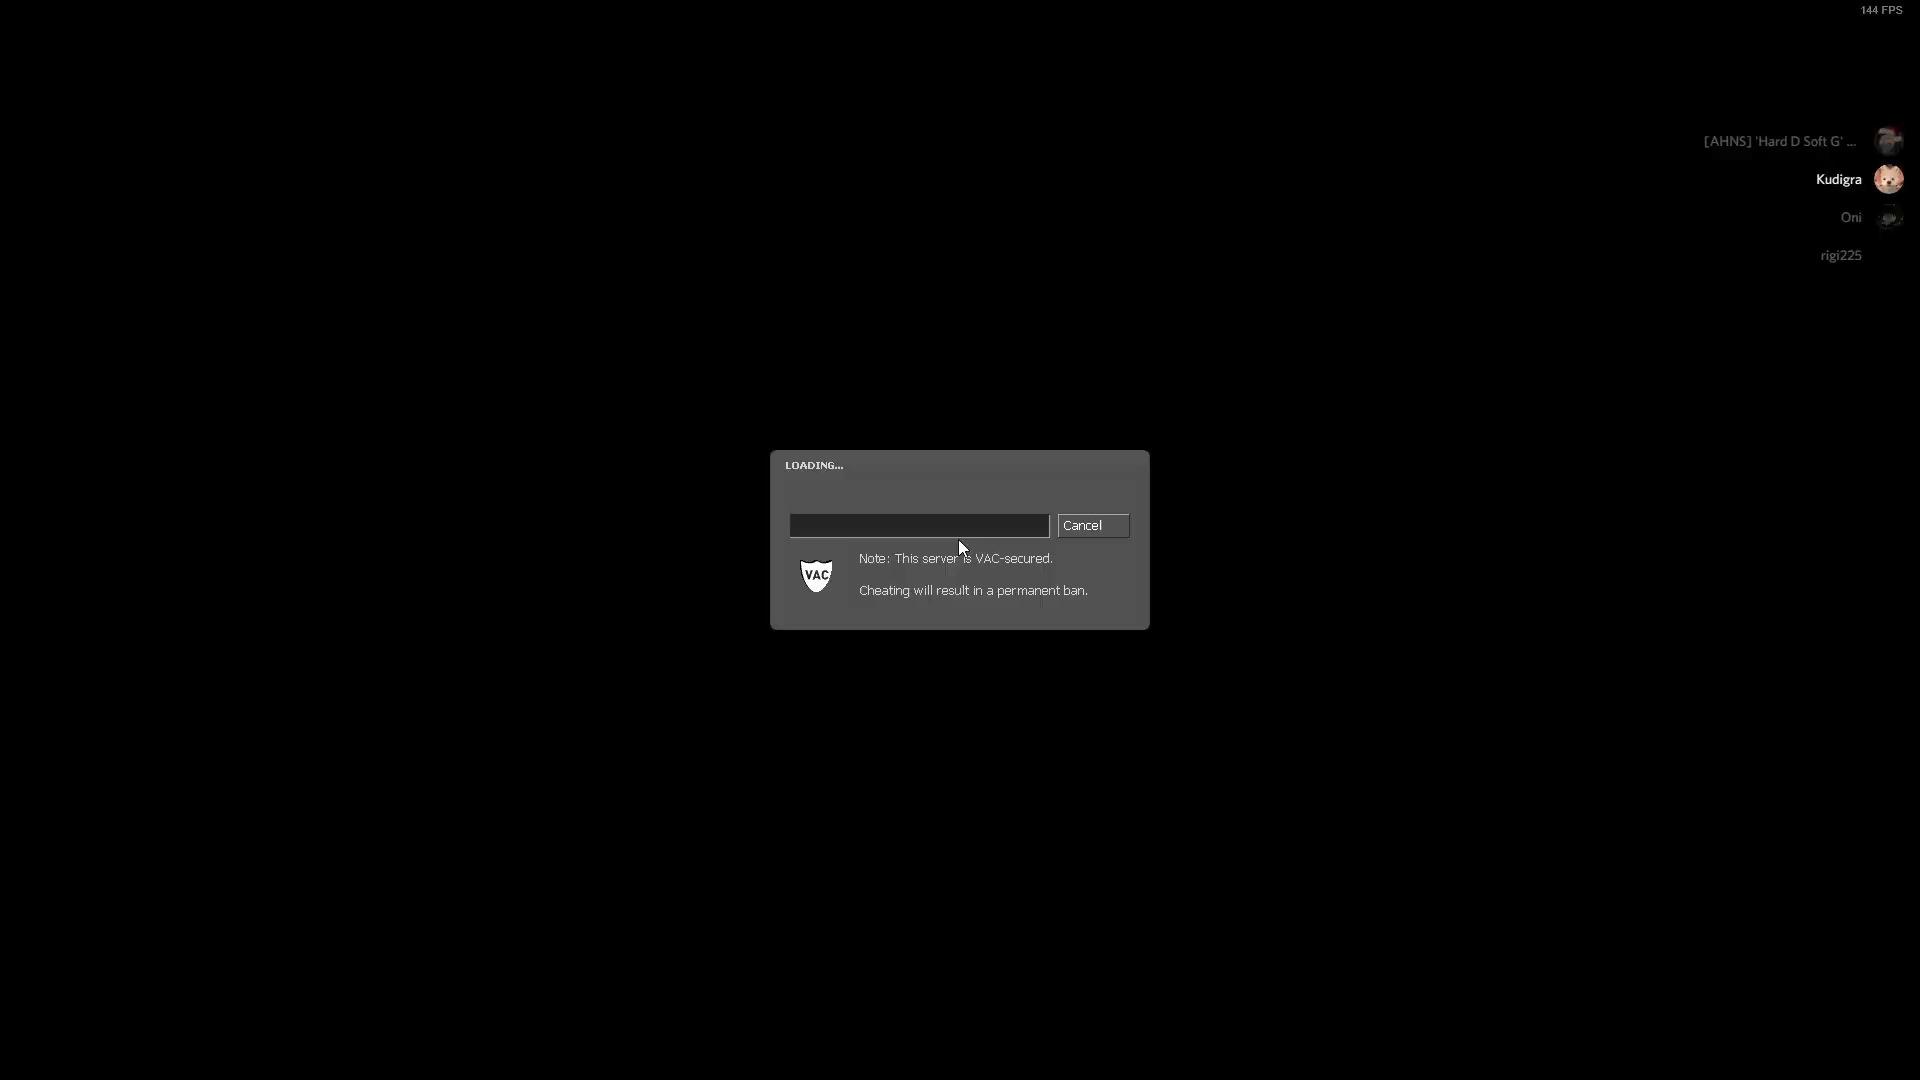 144 FPS
[AHNS] 'Hard D Soft G' ...
Kudigra
Oni
rigi225
LOADING...
Cancel
VAC
Note: This server is VAC-secured.
Cheating will result in a permanent ban.